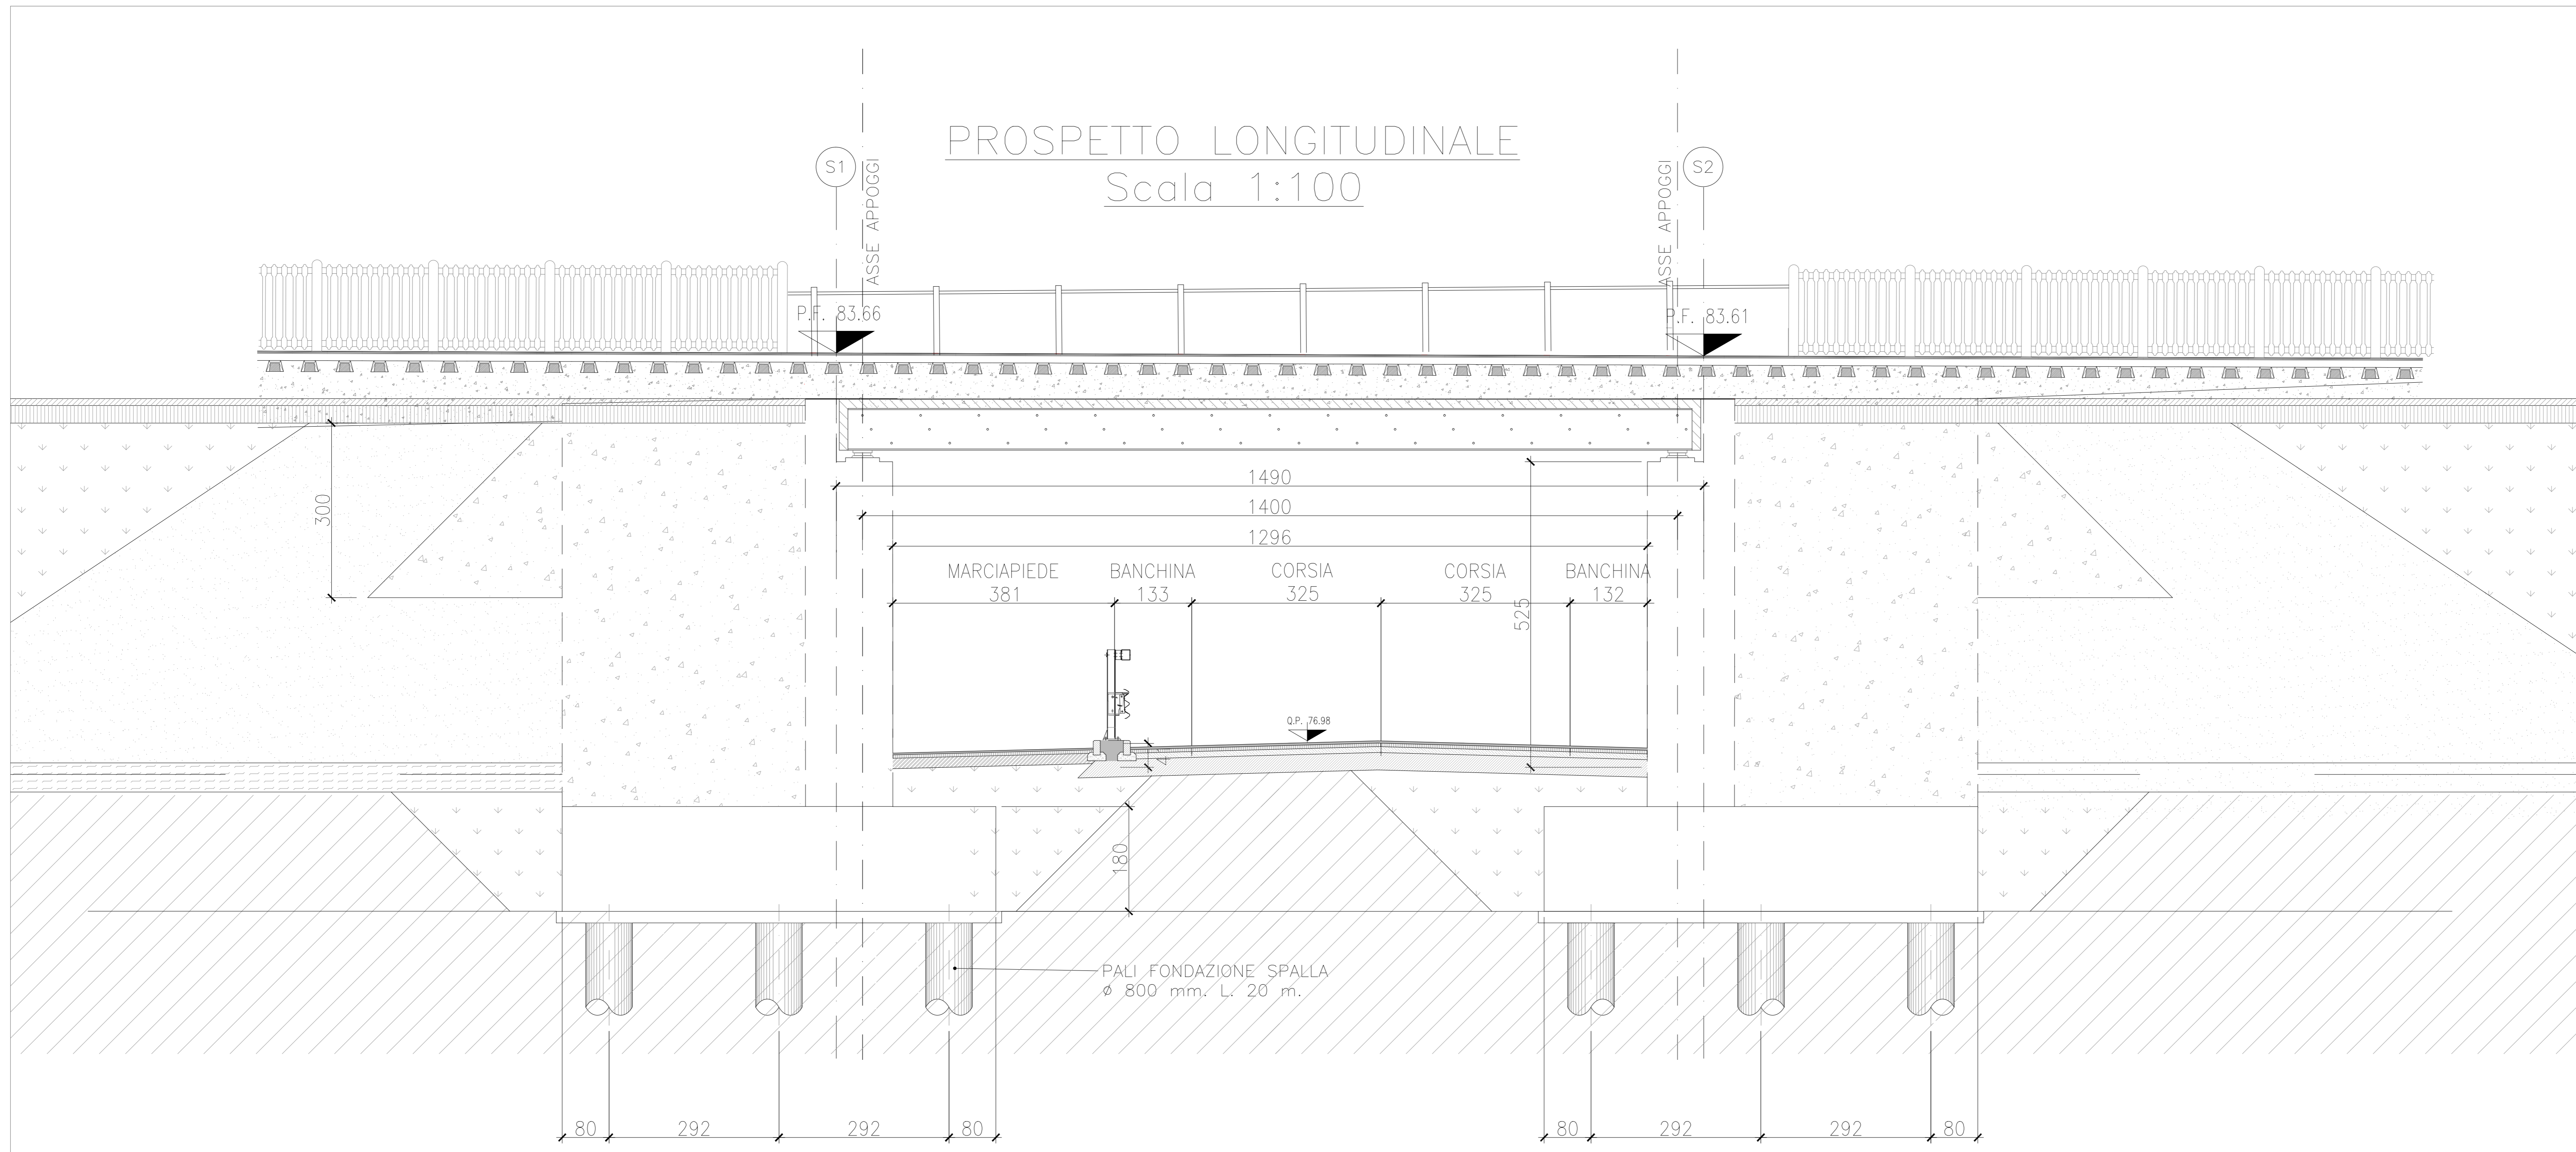 PROSPETTO LONGITUDINALE
Scala 1:100
S1
ASSE APPOGGI
ASSE APPOGGI
S2
P.F. 83.66
P.F. 83.61
300
1490
1400
1296
MARCIAPIEDE
381
BANCHINA
133
CORSIA
325
CORSIA
325
BANCHINA
132
525
Q.P. 76.98
180
PALI FONDAZIONE SPALLA
Ø 800 mm. L. 20 m.
80
292
292
80
80
292
292
80